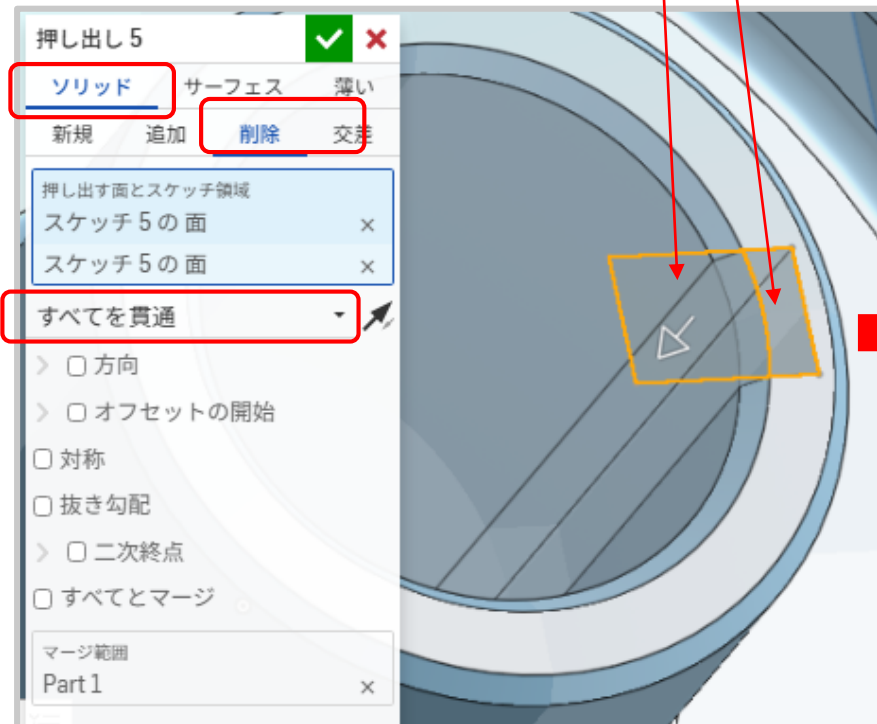 押し出し 5
ソリッド サーフェス 薄い
新規 追加 削除 交差
押し出す面とスケッチ領域
スケッチ 5 の 面
スケッチ 5 の 面
すべてを貫通
方向
オフセットの開始
対称
抜き勾配
二次終点
すべてとマージ
マージ範囲
Part 1